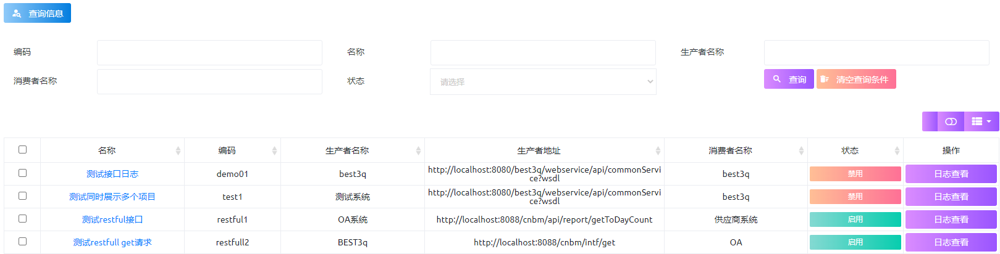 查询信息
编码
名称
生产者名称
消费者名称
状态
请选择
查询
清空查询条件
名称
编码
生产者名称
生产者地址
消费者名称
状态
操作
测试接口日志
demo01
best3q
http://localhost:8080/best3q/webservice/api/commonServi
ce?wsdl
best3q
禁用
日志查看
测试同时展示多个项目
test1
测试系统
http://localhost:8080/best3q/webservice/api/commonServi
ce?wsdl
best3q
禁用
日志查看
测试restful接口
restful1
OA系统
http://localhost:8088/cnbm/api/report/getToDayCount
供应商系统
启用
日志查看
测试restfull get请求
restfull2
BEST3q
http://localhost:8088/cnbm/intf/get
OA
启用
日志查看